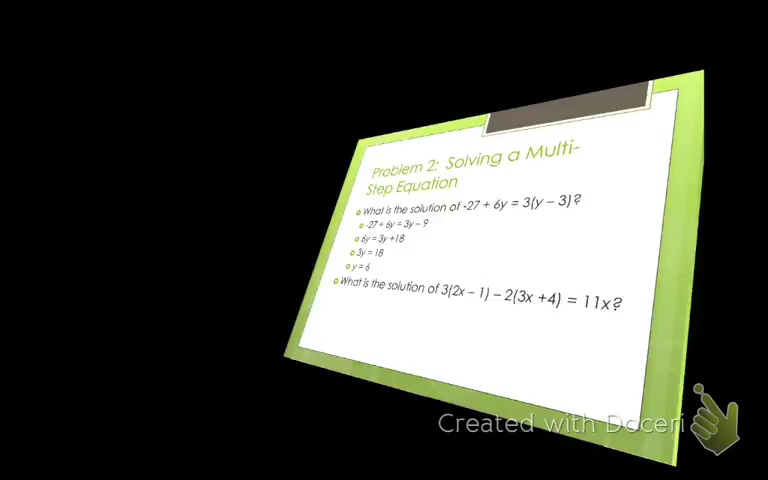 Problem 2: Solving a Multi-
Step Equation
What is the solution of -27 + 6y = 3(y – 3)?
-27 + 6y = 3y – 9
6y = 3y +18
3y = 18
y = 6
What is the solution of 3(2x – 1) – 2(3x +4) = 11x?
Created with Doceri